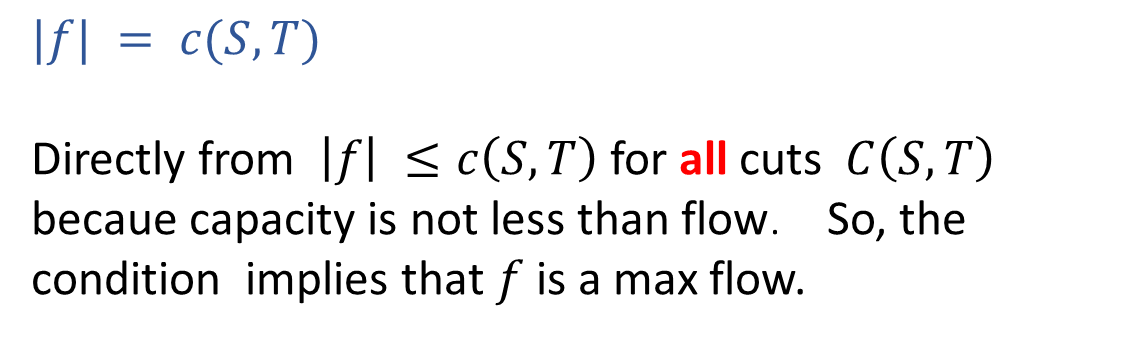 |f| = c(S,T)
Directly from |f| ≤ c(S,T) for all cuts C(S,T)
becaue capacity is not less than flow. So, the
condition implies that f is a max flow.